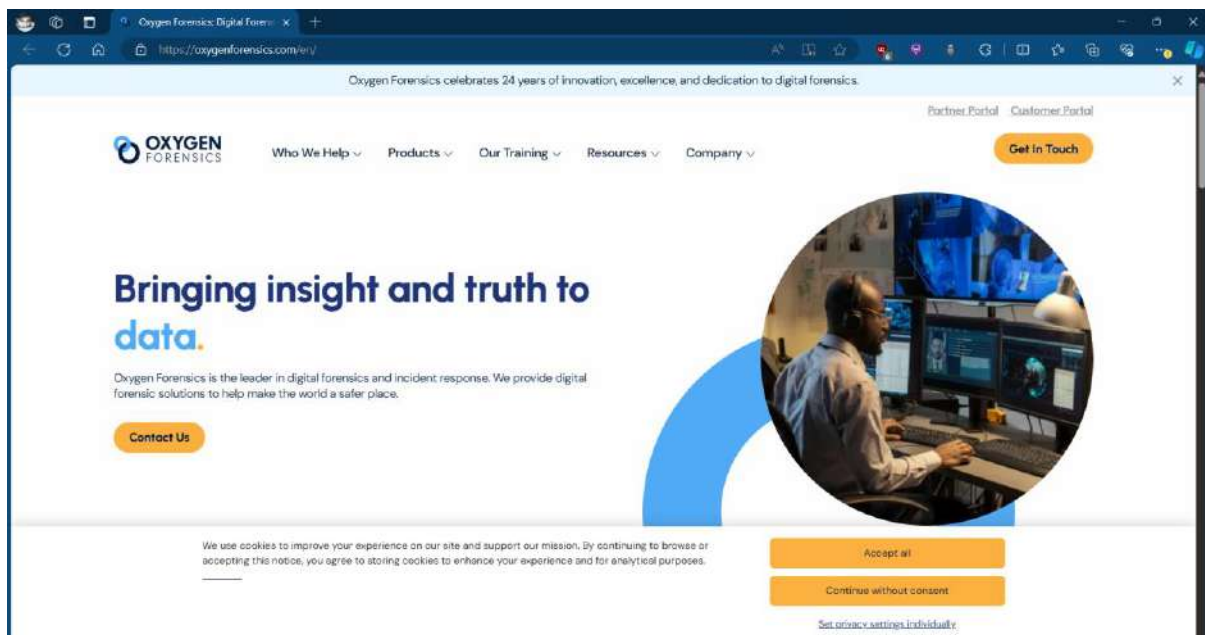 Oxygen Forensics: Digital Foren
https://oxygenforensics.com/en/
Oxygen Forensics celebrates 24 years of innovation, excellence, and dedication to digital forensics.
Partner Portal Customer Portal
OXYGEN
FORENSICS
Who We Help Products Our Training Resources Company
Get In Touch
Bringing insight and truth to
data.
Oxygen Forensics is the leader in digital forensics and incident response. We provide digital
forensic solutions to help make the world a safer place.
Contact Us
We use cookies to improve your experience on our site and support our mission. By continuing to browse or
accepting this notice, you agree to storing cookies to enhance your experience and for analytical purposes.
Accept all
Continue without consent
Set privacy settings individually